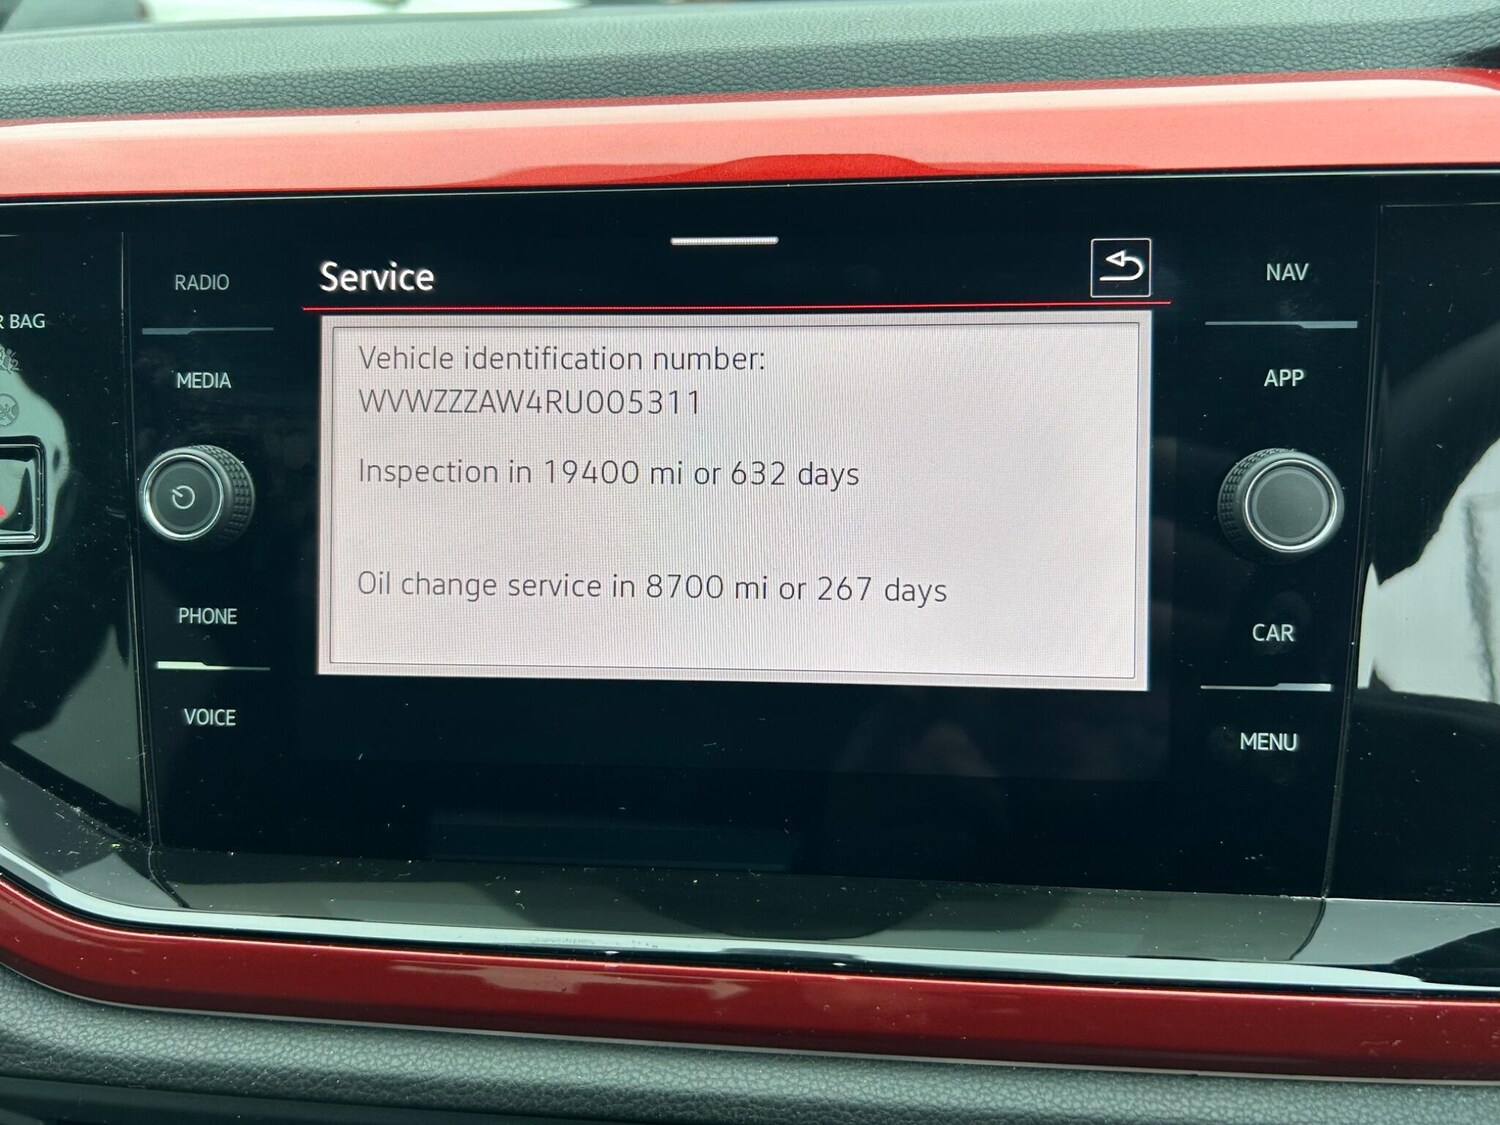 Service
Vehicle identification number:
WVWZZZAW4RU005311
Inspection in 19400 mi or 632 days
Oil change service in 8700 mi or 267 days
R BAG
RADIO
MEDIA
PHONE
VOICE
NAV
APP
CAR
MENU